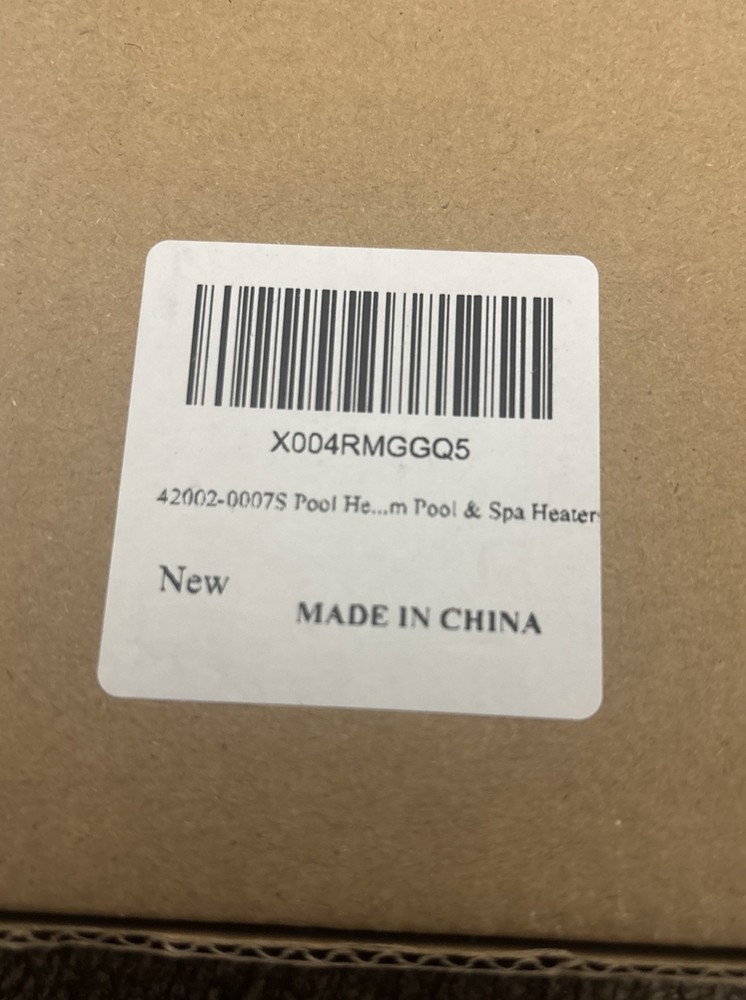 X004RMGGQ5
42002-0007S Pool He...m Pool & Spa Heater
New
MADE IN CHINA